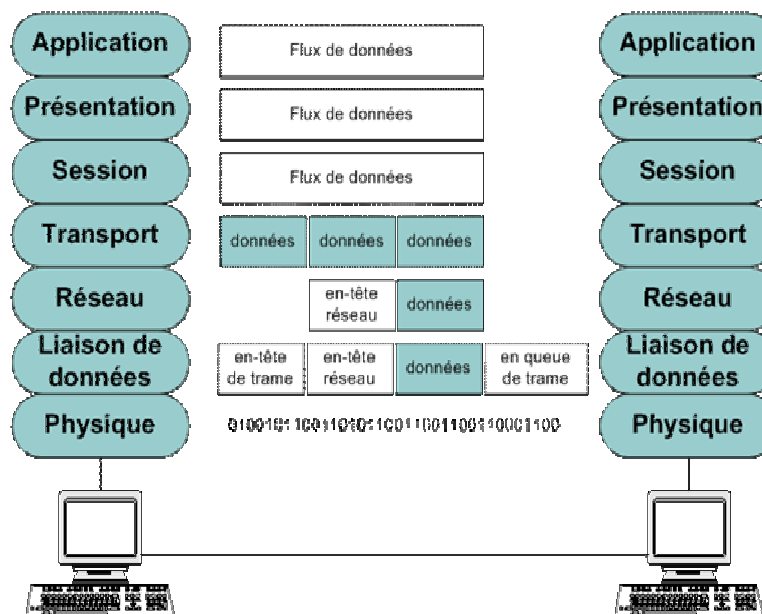 Application
Flux de données
Application
Présentation
Flux de données
Présentation
Session
Flux de données
Session
Transport
données
données
données
Transport
Réseau
en-tête
réseau
données
Réseau
Liaison de
données
en-tête
de trame
en-tête
réseau
données
en queue
de trame
Liaison de
données
Physique
Physique